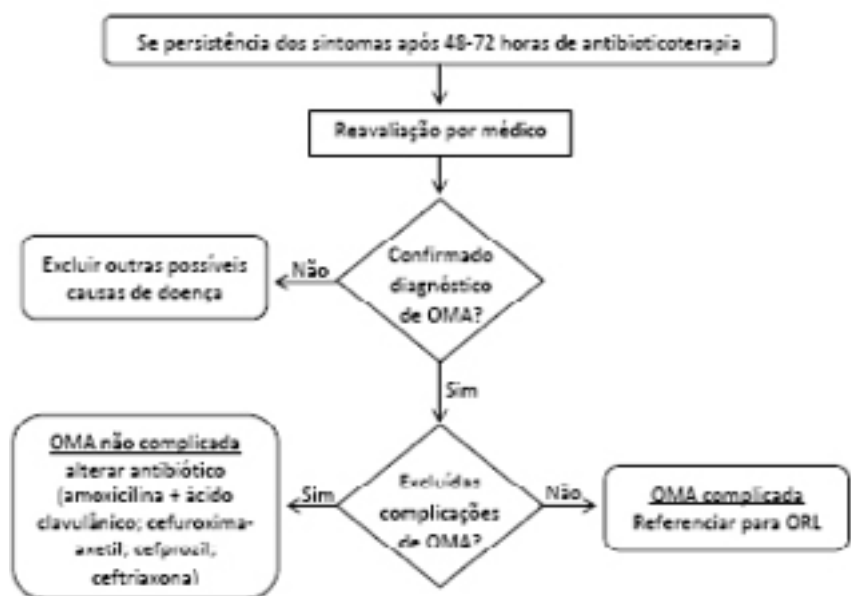 Se persistência dos sintomas após 48-72 horas de antibioticoterapia
Reavaliação por médico
Confirmado
diagnóstico
de OMA?
Não
Excluir outras possíveis
causas de doença
Sim
Excluídas
complicações
de OMA?
Sim
OMA não complicada
alterar antibiótico
(amoxicilina + ácido
clavulânico; cefuroxima-
axetil, cefprozil,
ceftriaxona)
Não
OMA complicada
Referenciar para ORL